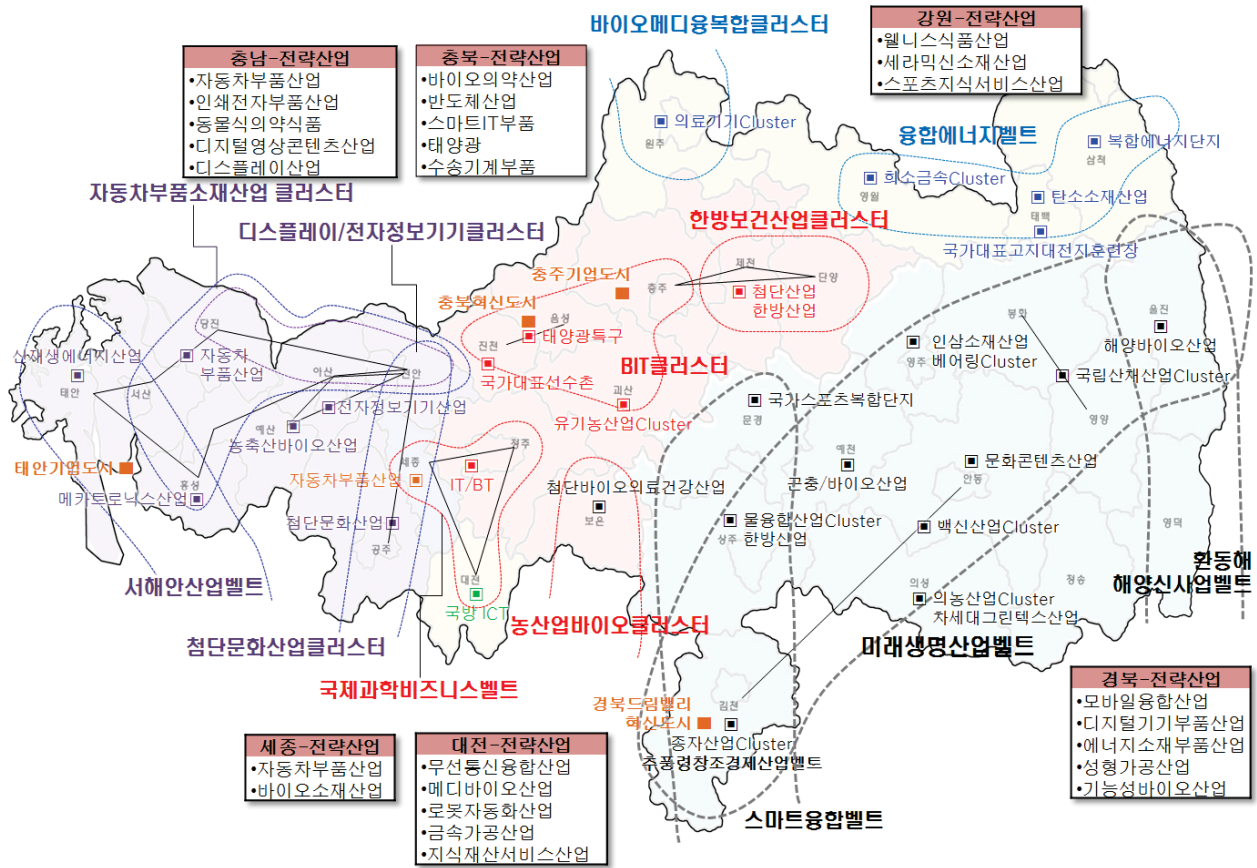 바이오메디융복합클러스터
충남-전략산업
•자동차부품산업
•인쇄전자부품산업
•동물식의약식품
•디지털영상콘텐츠산업
•디스플레이산업
충북-전략산업
•바이오의약산업
•반도체산업
•스마트IT부품
•태양광
•수송기계부품
강원-전략산업
•웰니스식품산업
•세라믹신소재산업
•스포츠지식서비스산업
의료기기Cluster
원주
융합에너지벨트
복합에너지단지
삼척
희소금속Cluster
영월
탄소소재산업
태백
국가대표고지대전지훈련장
자동차부품소재산업 클러스터
디스플레이/전자정보기기클러스터
한방보건산업클러스터
제천
단양
첨단산업
한방산업
충주기업도시
충주
충북혁신도시
음성
태양광특구
진천
국가대표선수촌
BIT클러스터
괴산
유기농산업Cluster
당진
신재생에너지산업
태안
자동차
부품산업
서산
아산
천안
전자정보기기산업
예산
농축산바이오산업
태안기업도시
홍성
메카트로닉스산업
세종
자동차부품산업
청주
IT/BT
첨단문화산업
공주
대전
국방 ICT
첨단바이오의료건강산업
보은
봉화
울진
해양바이오산업
인삼소재산업
베어링Cluster
영주
국립산채산업Cluster
영양
국가스포츠복합단지
문경
예천
곤충/바이오산업
문화콘텐츠산업
안동
물융합산업Cluster
한방산업
상주
백신산업Cluster
영덕
의성
의농산업Cluster
차세대그린텍스산업
청송
환동해
해양신사업벨트
서해안산업벨트
첨단문화산업클러스터
국제과학비즈니스벨트
농산업바이오클러스터
미래생명산업벨트
경북드림밸리
혁신도시
김천
종자산업Cluster
추풍령창조경제산업벨트
스마트융합벨트
세종-전략산업
•자동차부품산업
•바이오소재산업
대전-전략산업
•무선통신융합산업
•메디바이오산업
•로봇자동화산업
•금속가공산업
•지식재산서비스산업
경북-전략산업
•모바일융합산업
•디지털기기부품산업
•에너지소재부품산업
•성형가공산업
•기능성바이오산업